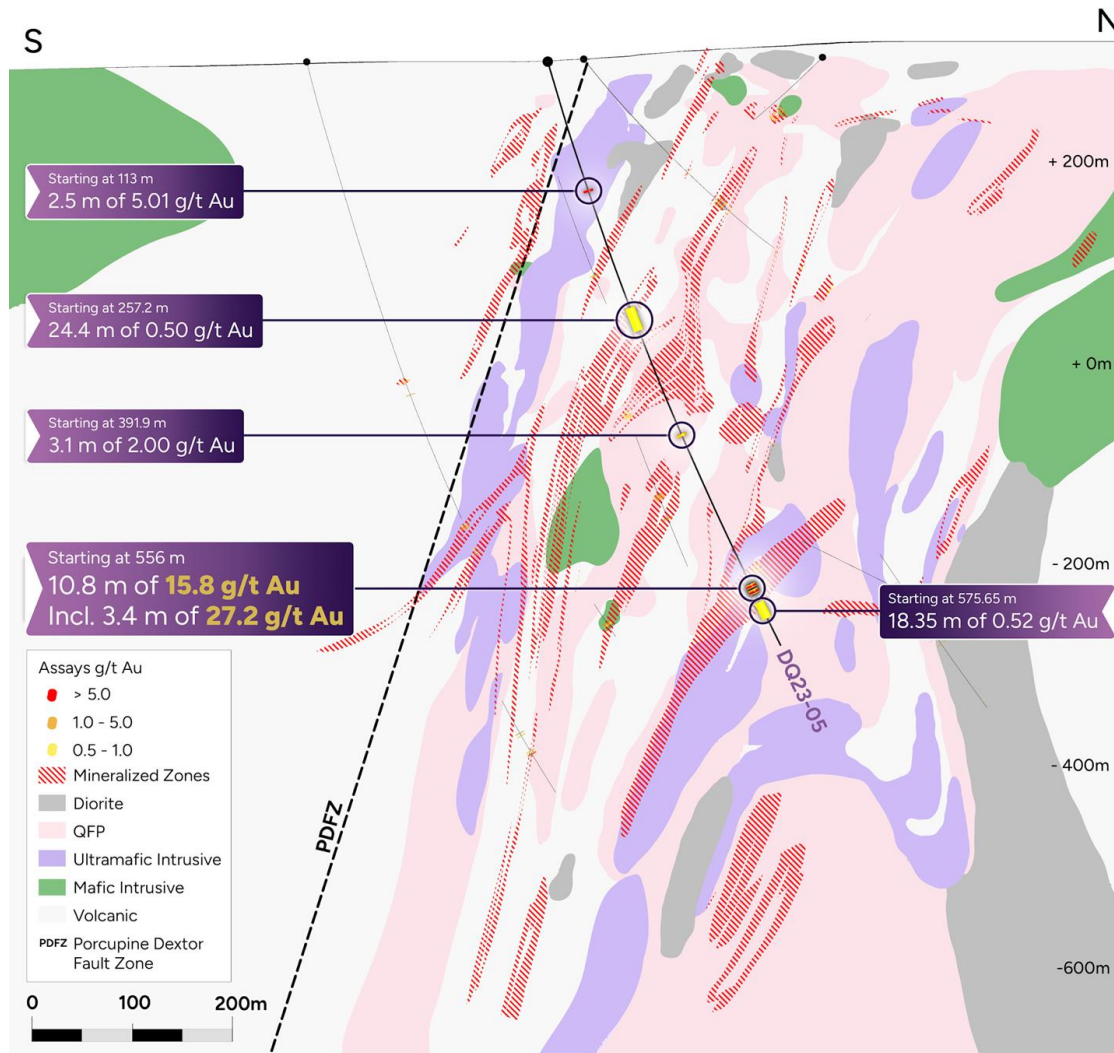 S
N
Starting at 113 m
2.5 m of 5.01 g/t Au
+ 200m
Starting at 257.2 m
24.4 m of 0.50 g/t Au
+ 0m
Starting at 391.9 m
3.1 m of 2.00 g/t Au
Starting at 556 m
10.8 m of 15.8 g/t Au
Incl. 3.4 m of 27.2 g/t Au
- 200m
Starting at 575.65 m
18.35 m of 0.52 g/t Au
DQ23-05
- 400m
PDFZ
-600m
Assays g/t Au
> 5.0
1.0 - 5.0
0.5 - 1.0
Mineralized Zones
Diorite
QFP
Ultramafic Intrusive
Mafic Intrusive
Volcanic
PDFZ Porcupine Dextor
Fault Zone
0 100 200m